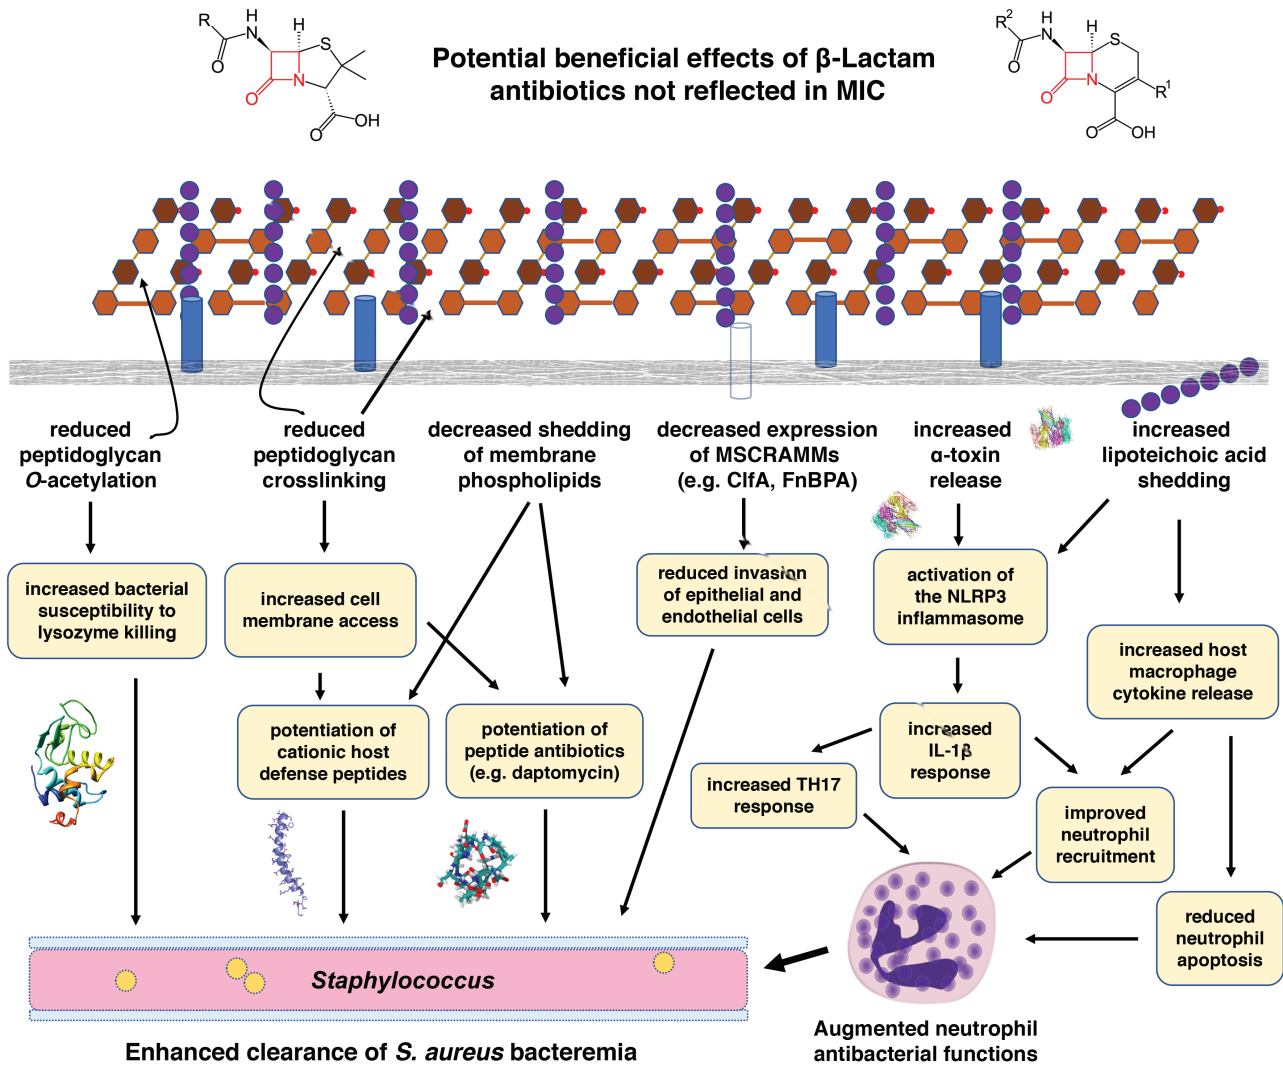 Potential beneficial effects of β-Lactam
antibiotics not reflected in MIC
R
H
N
H
S
O
N
O
O
OH
R²
H
N
H
S
O
N
O
R¹
O
OH
reduced
peptidoglycan
O-acetylation
reduced
peptidoglycan
crosslinking
decreased shedding
of membrane
phospholipids
decreased expression
of MSCRAMMs
(e.g. ClfA, FnBPA)
increased
α-toxin
release
increased
lipoteichoic acid
shedding
increased bacterial
susceptibility to
lysozyme killing
increased cell
membrane access
reduced invasion
of epithelial and
endothelial cells
activation of
the NLRP3
inflammasome
increased host
macrophage
cytokine release
potentiation of
cationic host
defense peptides
potentiation of
peptide antibiotics
(e.g. daptomycin)
increased TH17
response
increased
IL-1β
response
improved
neutrophil
recruitment
reduced
neutrophil
apoptosis
Staphylococcus
Enhanced clearance of S. aureus bacteremia
Augmented neutrophil
antibacterial functions